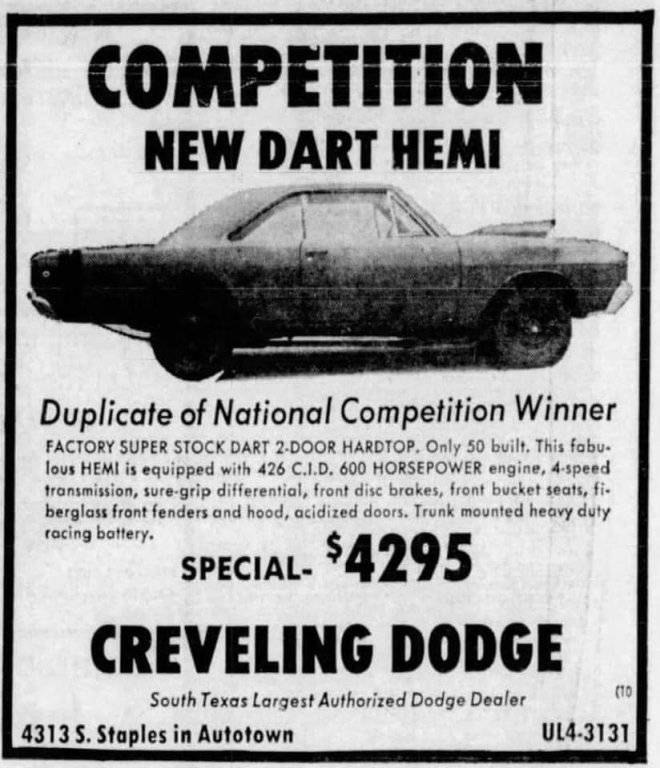 COMPETITION
NEW DART HEMI
Duplicate of National Competition Winner
FACTORY SUPER STOCK DART 2-DOOR HARDTOP. Only 50 built. This fabu-
lous HEMI is equipped with 426 C.I.D. 600 HORSEPOWER engine, 4-speed
transmission, sure-grip differential, front disc brakes, front bucket seats, fi-
berglass front fenders and hood, acidized doors. Trunk mounted heavy duty
racing battery.
SPECIAL- $4295
CREVELING DODGE
South Texas Largest Authorized Dodge Dealer
(10
4313 S. Staples in Autotown UL4-3131